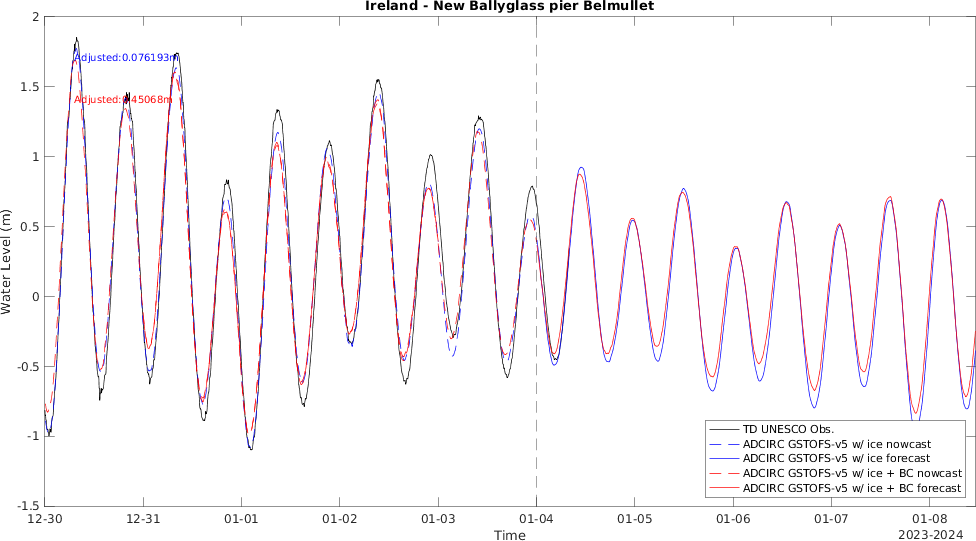 Ireland - New Ballyglass pier Belmullet
2
1.5
1
0.5
0
-0.5
-1
-1.5
Water Level (m)
Adjusted:0.076193m
Adjusted:
TD UNESCO Obs.
ADCIRC GSTOFS-v5 w/ ice nowcast
ADCIRC GSTOFS-v5 w/ ice forecast
ADCIRC GSTOFS-v5 w/ ice + BC nowcast
ADCIRC GSTOFS-v5 w/ ice + BC forecast
12-30 12-31 01-01 01-02 01-03 01-04 01-05 01-06 01-07 01-08
Time
2023-2024